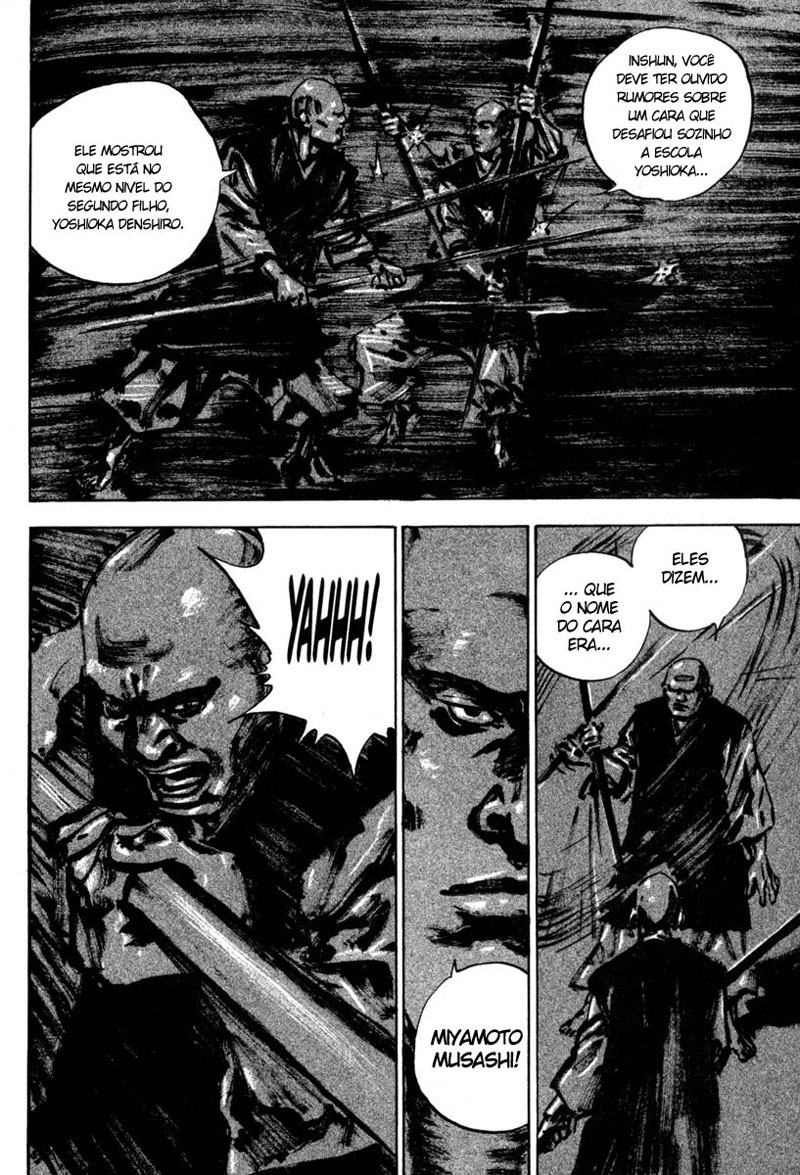 INSHUN, VOCÊ
DEVE TER OLVIDO
RUMORES SOBRE
UM CARA QUE
DESAFIOU SOZINHO
A ESCOLA
YOSHIOKA...
ELE MOSTROU
QUE ESTÁ NO
MESMO NIVEL DO
SEGUNDO FILHO,
YOSHIOKA DENSHIRO.
ELES
DIZEM...
... QUE
O NOME
DO CARA
ERA...
MIYAMOTO
MUSASHI!
YAHHH!